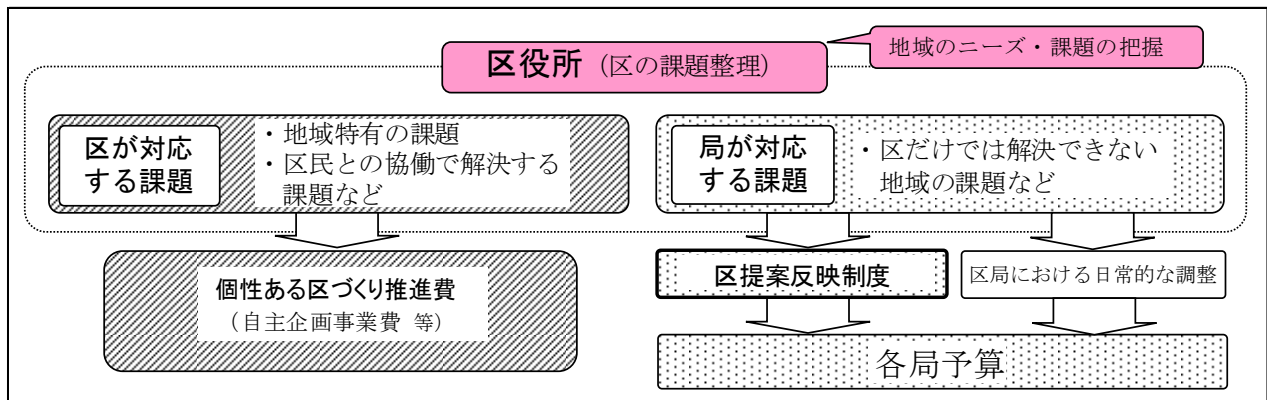 地域のニーズ・課題の把握
区役所（区の課題整理）
区が対応
する課題
・地域特有の課題
・区民との協働で解決する
課題など
局が対応
する課題
・区だけでは解決できない
地域の課題など
個性ある区づくり推進費
（自主企画事業費 等）
区提案反映制度
区局における日常的な調整
各局予算